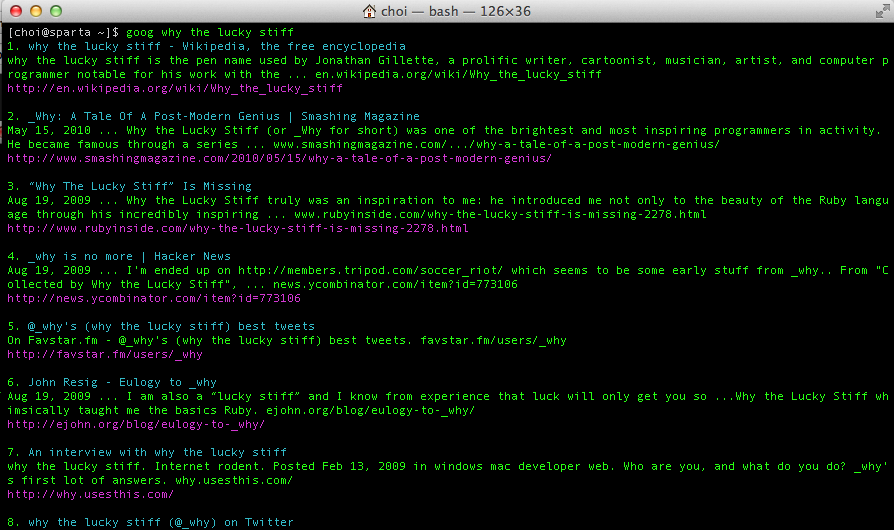 choi — bash — 126×36
[choi@sparta ~]$ goog why the lucky stiff
1. why the lucky stiff - Wikipedia, the free encyclopedia
why the lucky stiff is the pen name used by Jonathan Gillette, a prolific writer, cartoonist, musician, artist, and computer p
rogrammer notable for his work with the ... en.wikipedia.org/wiki/Why_the_lucky_stiff
http://en.wikipedia.org/wiki/Why_the_lucky_stiff
2. _Why: A Tale Of A Post-Modern Genius | Smashing Magazine
May 15, 2010 ... Why the Lucky Stiff (or _Why for short) was one of the brightest and most inspiring programmers in activity.
He became famous through a series ... www.smashingmagazine.com/.../why-a-tale-of-a-post-modern-genius/
http://www.smashingmagazine.com/2010/05/15/why-a-tale-of-a-post-modern-genius/
3. “Why The Lucky Stiff” Is Missing
Aug 19, 2009 ... Why the Lucky Stiff truly was an inspiration to me: he introduced me not only to the beauty of the Ruby langu
age through his incredibly inspiring ... www.rubyinside.com/why-the-lucky-stiff-is-missing-2278.html
http://www.rubyinside.com/why-the-lucky-stiff-is-missing-2278.html
4. _why is no more | Hacker News
Aug 19, 2009 ... I'm ended up on http://members.tripod.com/soccer_riot/ which seems to be some early stuff from _why.. From "C
ollected by Why the Lucky Stiff", ... news.ycombinator.com/item?id=773106
http://news.ycombinator.com/item?id=773106
5. @_why's (why the lucky stiff) best tweets
On Favstar.fm - @_why's (why the lucky stiff) best tweets. favstar.fm/users/_why
http://favstar.fm/users/_why
6. John Resig - Eulogy to _why
Aug 19, 2009 ... I am also a “lucky stiff” and I know from experience that luck will only get you so ...Why the Lucky Stiff wh
imsically taught me the basics Ruby. ejohn.org/blog/eulogy-to-_why/
http://ejohn.org/blog/eulogy-to-_why/
7. An interview with why the lucky stiff
why the lucky stiff. Internet rodent. Posted Feb 13, 2009 in windows mac developer web. Who are you, and what do you do? _why'
s first lot of answers. why.usesthis.com/
http://why.usesthis.com/
8. why the lucky stiff (@_why) on Twitter